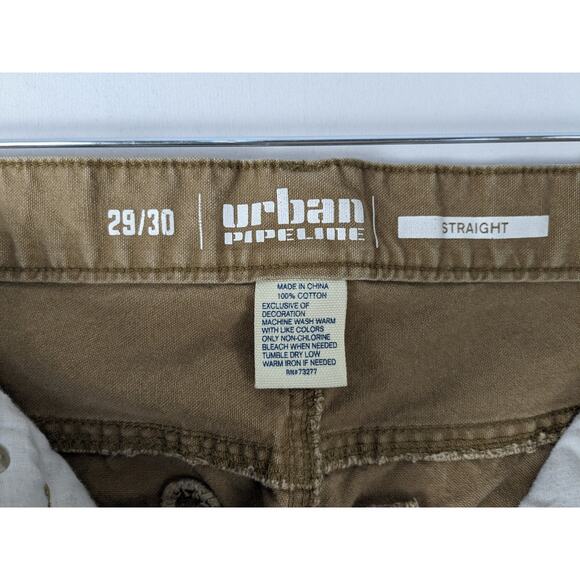 29/30
urban
PIPELINE
STRAIGHT
MADE IN CHINA
100% COTTON
EXCLUSIVE OF
DECORATION
MACHINE WASH WARM
WITH LIKE COLORS
ONLY NON-CHLORINE
BLEACH WHEN NEEDED
TUMBLE DRY LOW
WARM IRON IF NEEDED
RN#73277